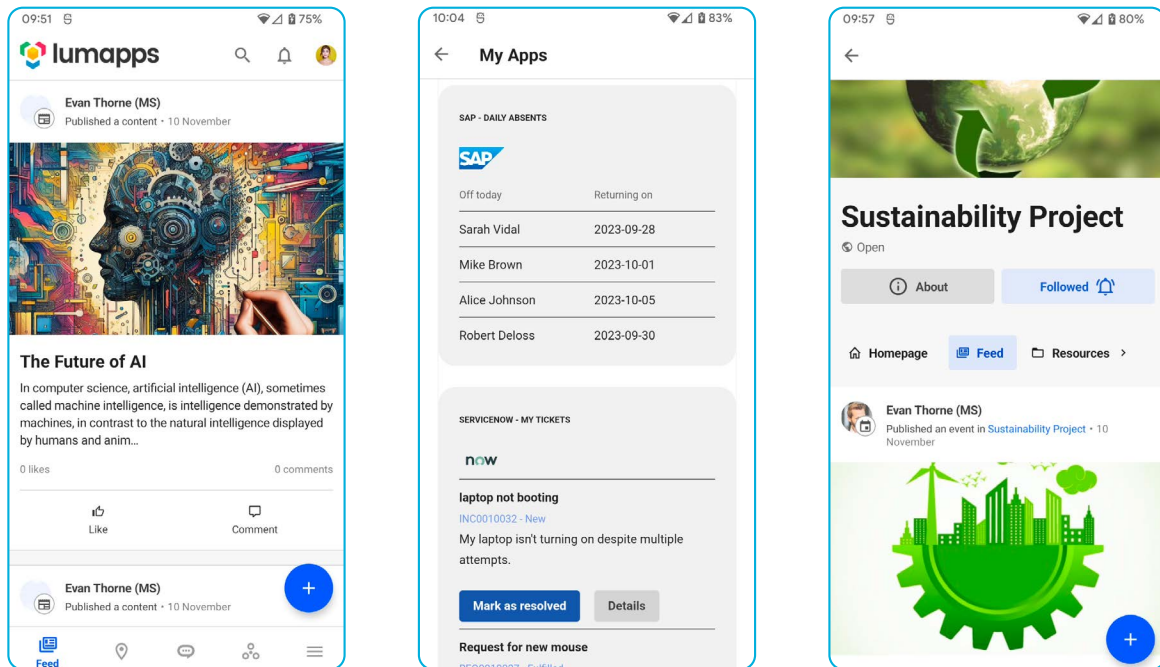 09:51
75%
lumapps
Evan Thorne (MS)
Published a content • 10 November
The Future of AI
In computer science, artificial intelligence (AI), sometimes
called machine intelligence, is intelligence demonstrated by
machines, in contrast to the natural intelligence displayed
by humans and anim...
0 likes
0 comments
Like
Comment
Evan Thorne (MS)
Published a content • 10 November
Feed
10:04
83%
My Apps
SAP - DAILY ABSENTS
SAP
Off today
Returning on
Sarah Vidal
2023-09-28
Mike Brown
2023-10-01
Alice Johnson
2023-10-05
Robert Deloss
2023-09-30
SERVICENOW - MY TICKETS
now
laptop not booting
INC0010032 - New
My laptop isn't turning on despite multiple
attempts.
Mark as resolved
Details
Request for new mouse
09:57
80%
Sustainability Project
Open
About
Followed
Homepage
Feed
Resources
Evan Thorne (MS)
Published an event in Sustainability Project • 10
November